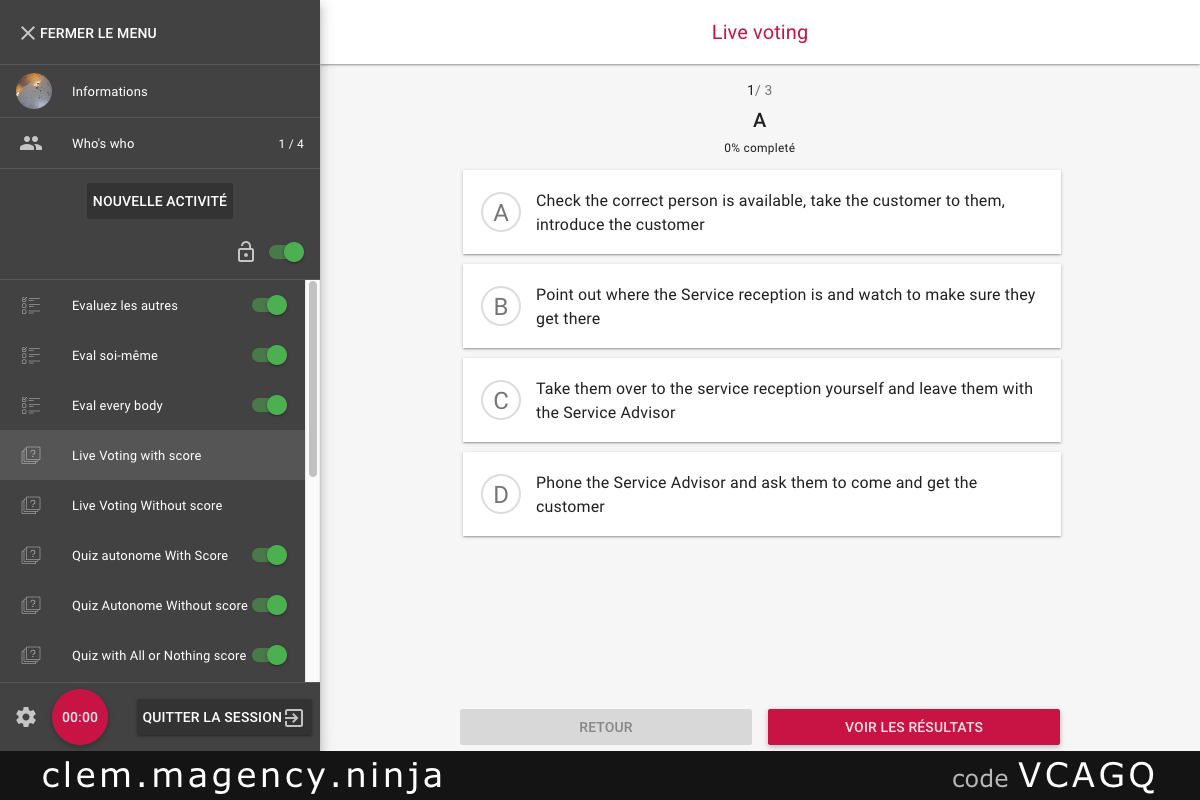 FERMER LE MENU
Informations
Who's who 1 / 4
NOUVELLE ACTIVITÉ
Evaluez les autres
Eval soi-même
Eval every body
Live Voting with score
Live Voting Without score
Quiz autonome With Score
Quiz Autonome Without score
Quiz with All or Nothing score
00:00
QUITTER LA SESSION
Live voting
1/ 3
A
0% completé
A Check the correct person is available, take the customer to them,
introduce the customer
B Point out where the Service reception is and watch to make sure they
get there
C Take them over to the service reception yourself and leave them with
the Service Advisor
D Phone the Service Advisor and ask them to come and get the
customer
RETOUR
VOIR LES RÉSULTATS
clem.magency.ninja
code VCAGQ